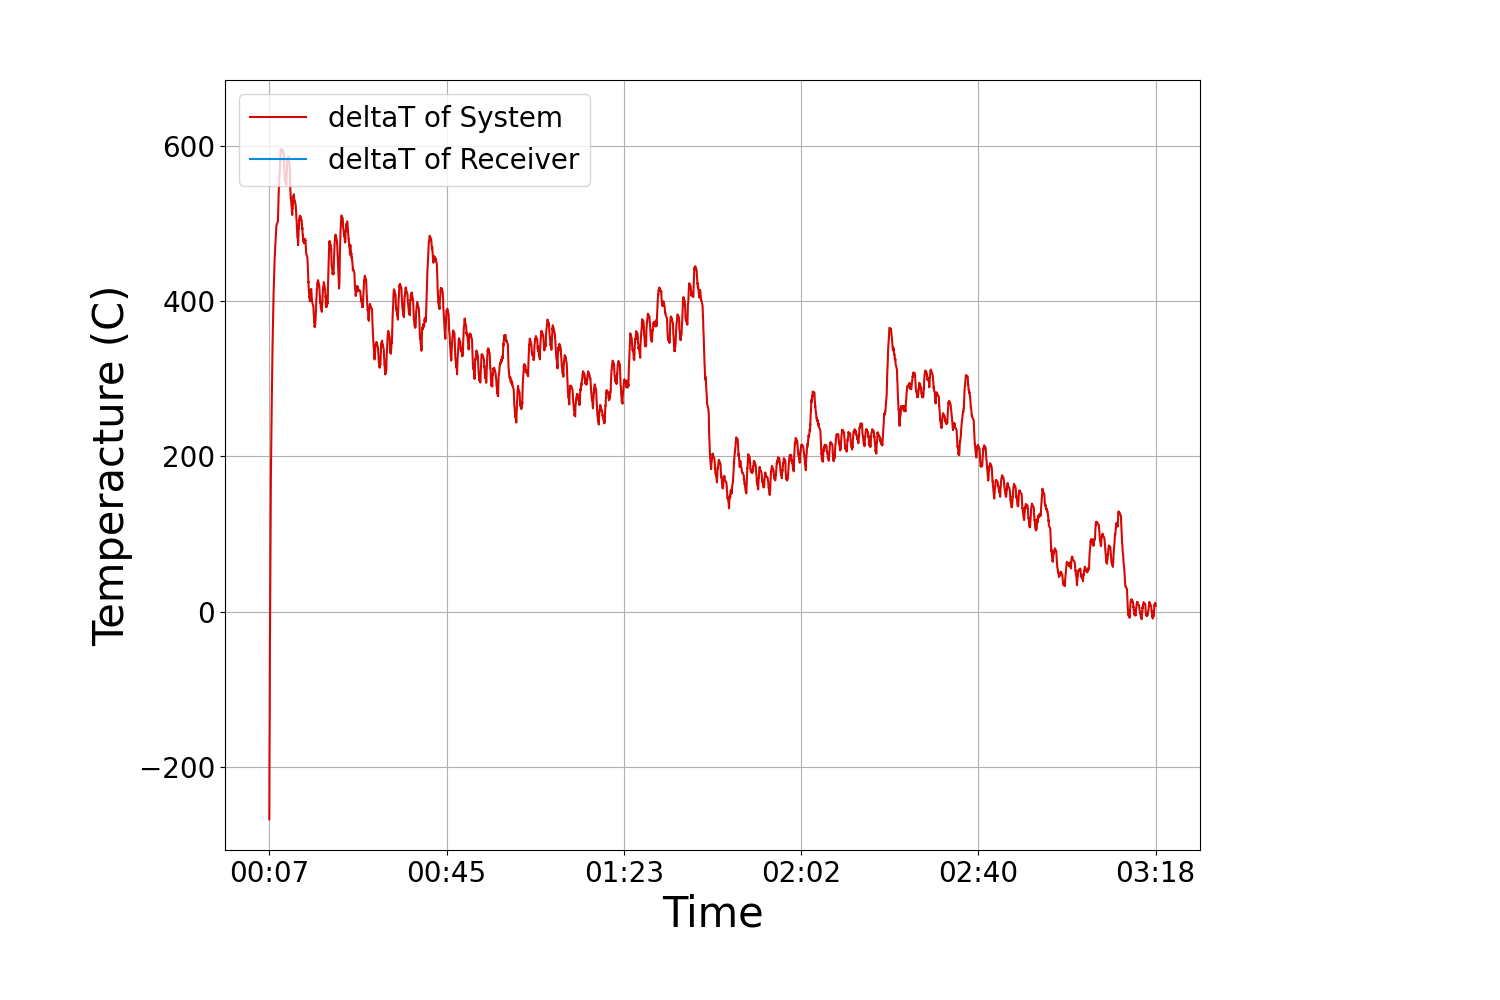 deltaT of System
deltaT of Receiver
600
400
200
0
−200
Temperacture (C)
00:07 00:45 01:23 02:02 02:40 03:18
Time